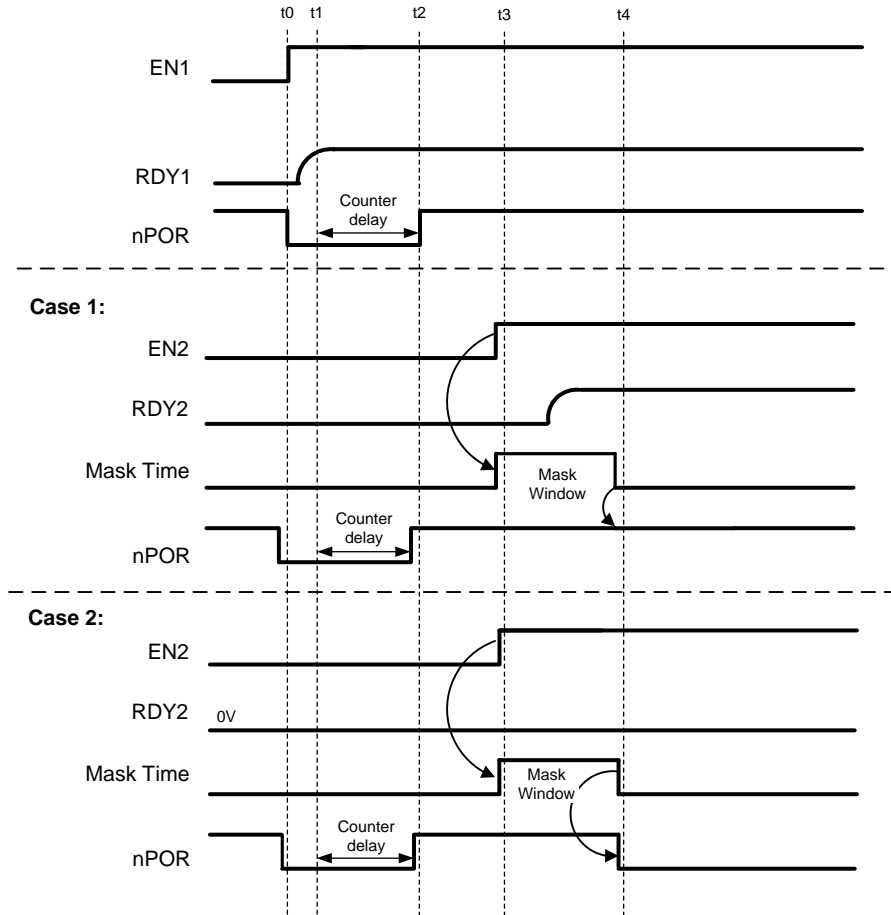 t0 t1 t2 t3 t4
EN1
RDY1
Counter
delay
nPOR
Case 1:
EN2
RDY2
Mask Time
Mask
Window
Counter
delay
nPOR
Case 2:
EN2
RDY2
0V
Mask Time
Mask
Window
Counter
delay
nPOR